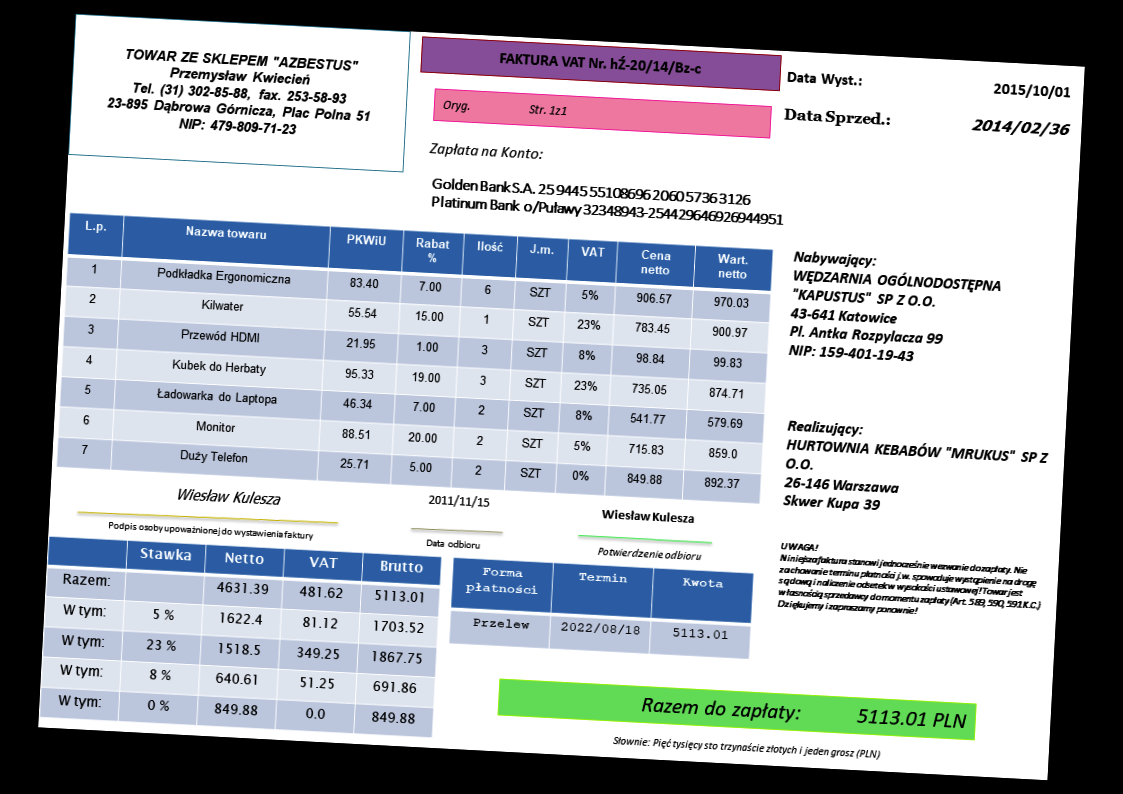 TOWAR ZE SKLEPEM "AZBESTUS"
Przemysław Kwiecień
Tel. (31) 302-85-88, fax. 253-58-93
23-895 Dąbrowa Górnicza, Plac Polna 51
NIP: 479-809-71-23
FAKTURA VAT Nr. hŹ-20/14/Bz-c
Oryg. Str. 1z1
Data Wyst.: 2015/10/01
Data Sprzed.: 2014/02/36
Zapłata na Konto:
Golden Bank S.A. 25 9445 5510 8696 2060 5736 3126
Platinum Bank o/Puławy 32348943-254429646926944951
L.p. Nazwa towaru PKWiU Rabat % Ilość J.m. VAT Cena netto Wart. netto
1 Podkładka Ergonomiczna 83.40 7.00 6 SZT 5% 906.57 970.03
2 Kilwater 55.54 15.00 1 SZT 23% 783.45 900.97
3 Przewód HDMI 21.95 1.00 3 SZT 8% 98.84 99.83
4 Kubek do Herbaty 95.33 19.00 3 SZT 23% 735.05 874.71
5 Ładowarka do Laptopa 46.34 7.00 2 SZT 8% 541.77 579.69
6 Monitor 88.51 20.00 2 SZT 5% 715.83 859.0
7 Duży Telefon 25.71 5.00 2 SZT 0% 849.88 892.37
Nabywający:
WĘDZARNIA OGÓLNODOSTĘPNA
"KAPUSTUS" SP Z O.O.
43-641 Katowice
Pl. Antka Rozpylacza 99
NIP: 159-401-19-43
Realizujący:
HURTOWNIA KEBABÓW "MRUKUS" SP Z
O.O.
26-146 Warszawa
Skwer Kupa 39
Wiesław Kulesza
Podpis osoby upoważnionej do wystawienia faktury
2011/11/15
Data odbioru
Wiesław Kulesza
Potwierdzenie odbioru
UWAGA!
Niniejsza faktura stanowi jednocześnie wezwanie do zapłaty. Nie
zachowanie terminu płatności j.w. spowoduje wystąpienie na drogę
sądową i naliczenie odsetek w wysokości ustawowej! Towar jest
własnością sprzedawcy do momentu zapłaty (Art. 589, 590, 591 K.C.)
Dziękujemy i zapraszamy ponownie!
Stawka Netto VAT Brutto
Razem: 4631.39 481.62 5113.01
W tym: 5 % 1622.4 81.12 1703.52
W tym: 23 % 1518.5 349.25 1867.75
W tym: 8 % 640.61 51.25 691.86
W tym: 0 % 849.88 0.0 849.88
Forma płatności Termin Kwota
Przelew 2022/08/18 5113.01
Razem do zapłaty: 5113.01 PLN
Słownie: Pięć tysięcy sto trzynaście złotych i jeden grosz (PLN)